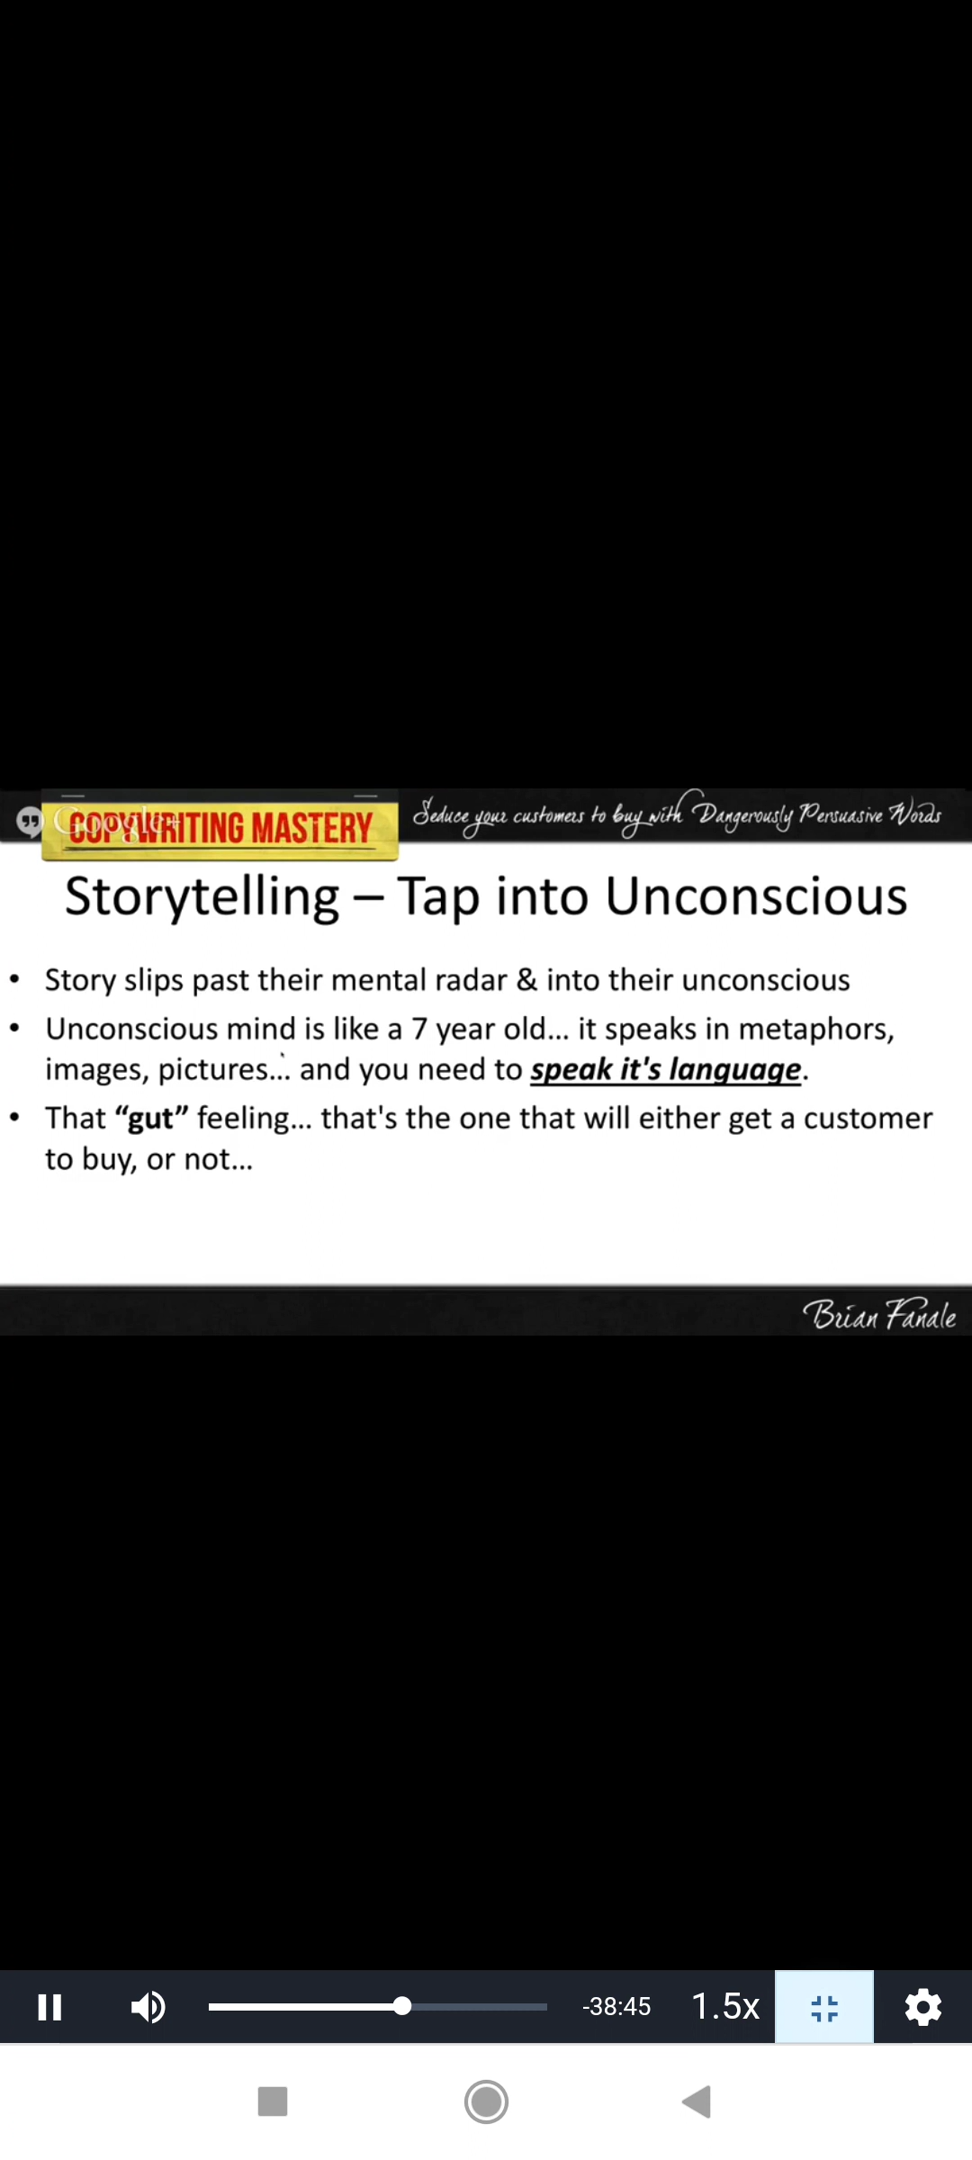 Google+
COPYWRITING MASTERY
Seduce your customers to buy with Dangerously Persuasive Words
Storytelling – Tap into Unconscious
• Story slips past their mental radar & into their unconscious
• Unconscious mind is like a 7 year old... it speaks in metaphors,
images, pictures... and you need to speak it's language.
• That “gut” feeling... that's the one that will either get a customer
to buy, or not...
Brian Fanale
-38:45 1.5x